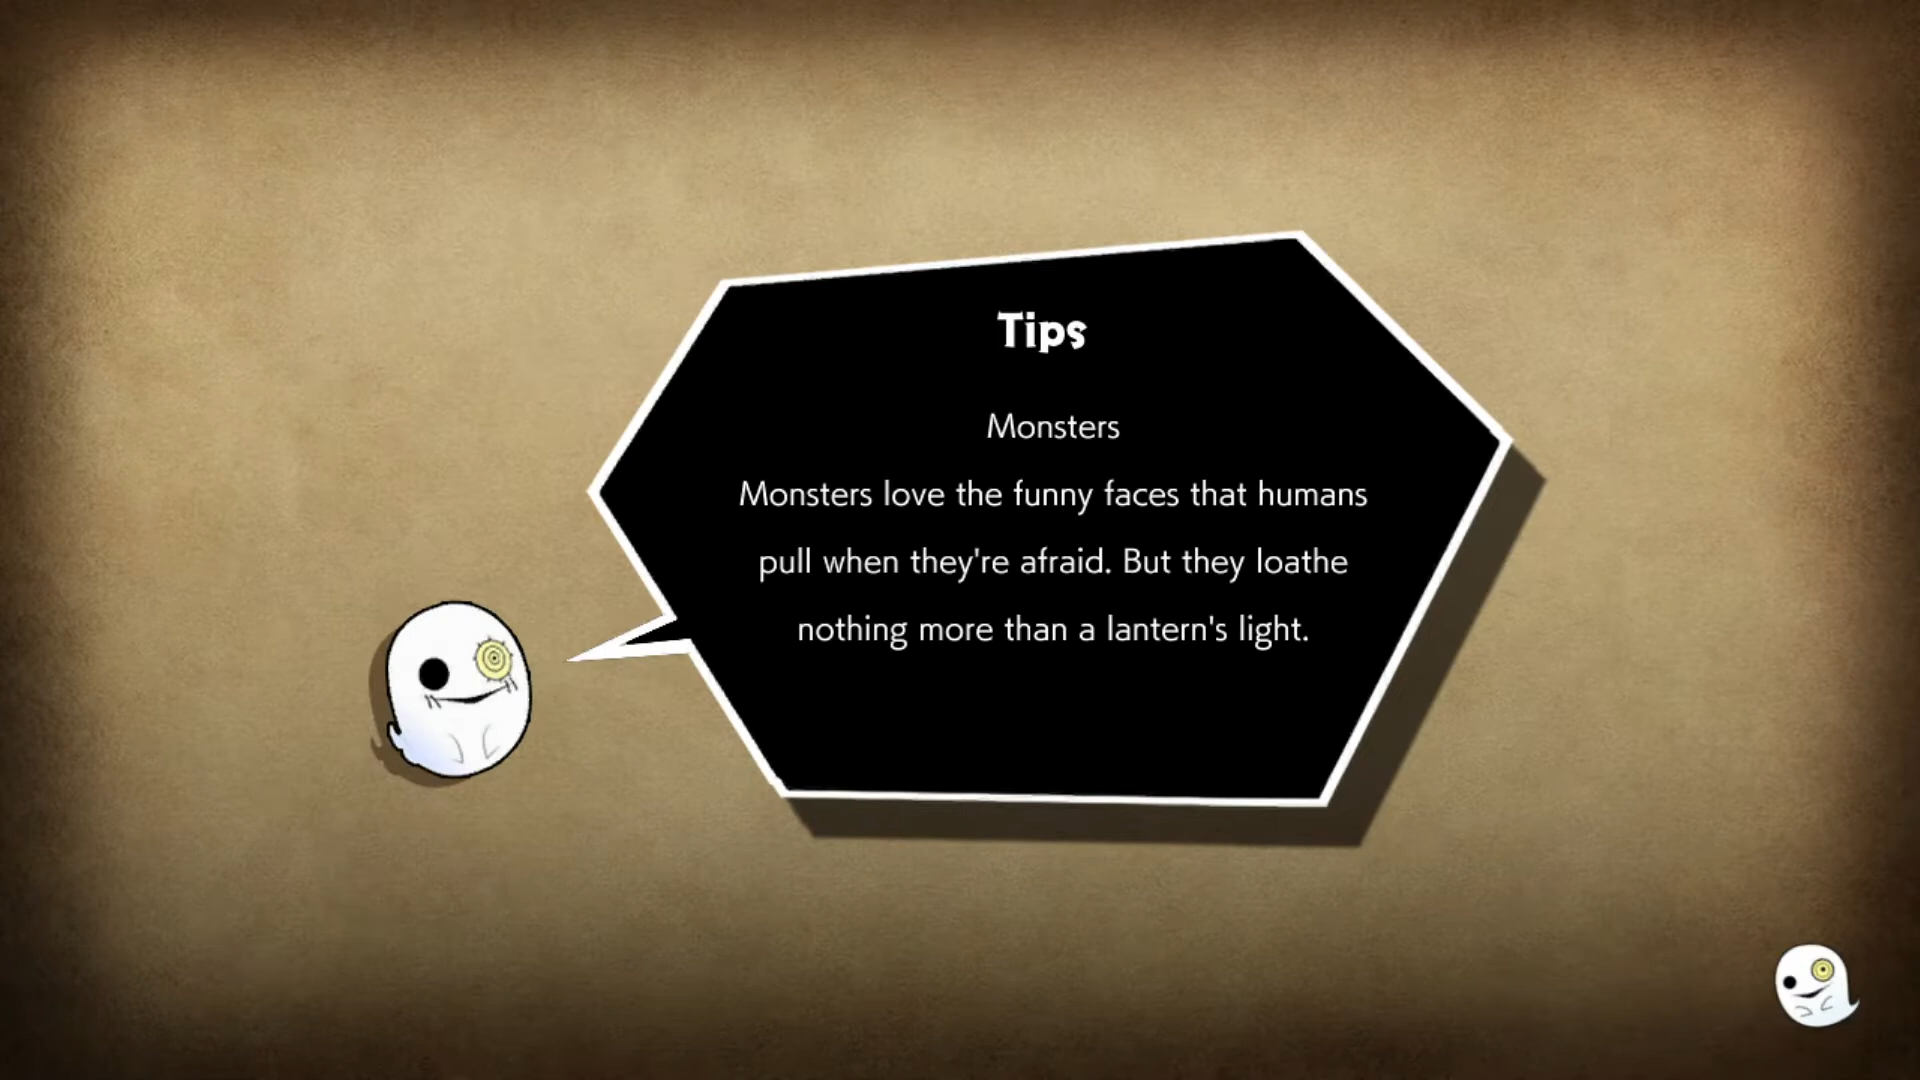 Tips
Monsters
Monsters love the funny faces that humans
pull when they're afraid. But they loathe
nothing more than a lantern's light.